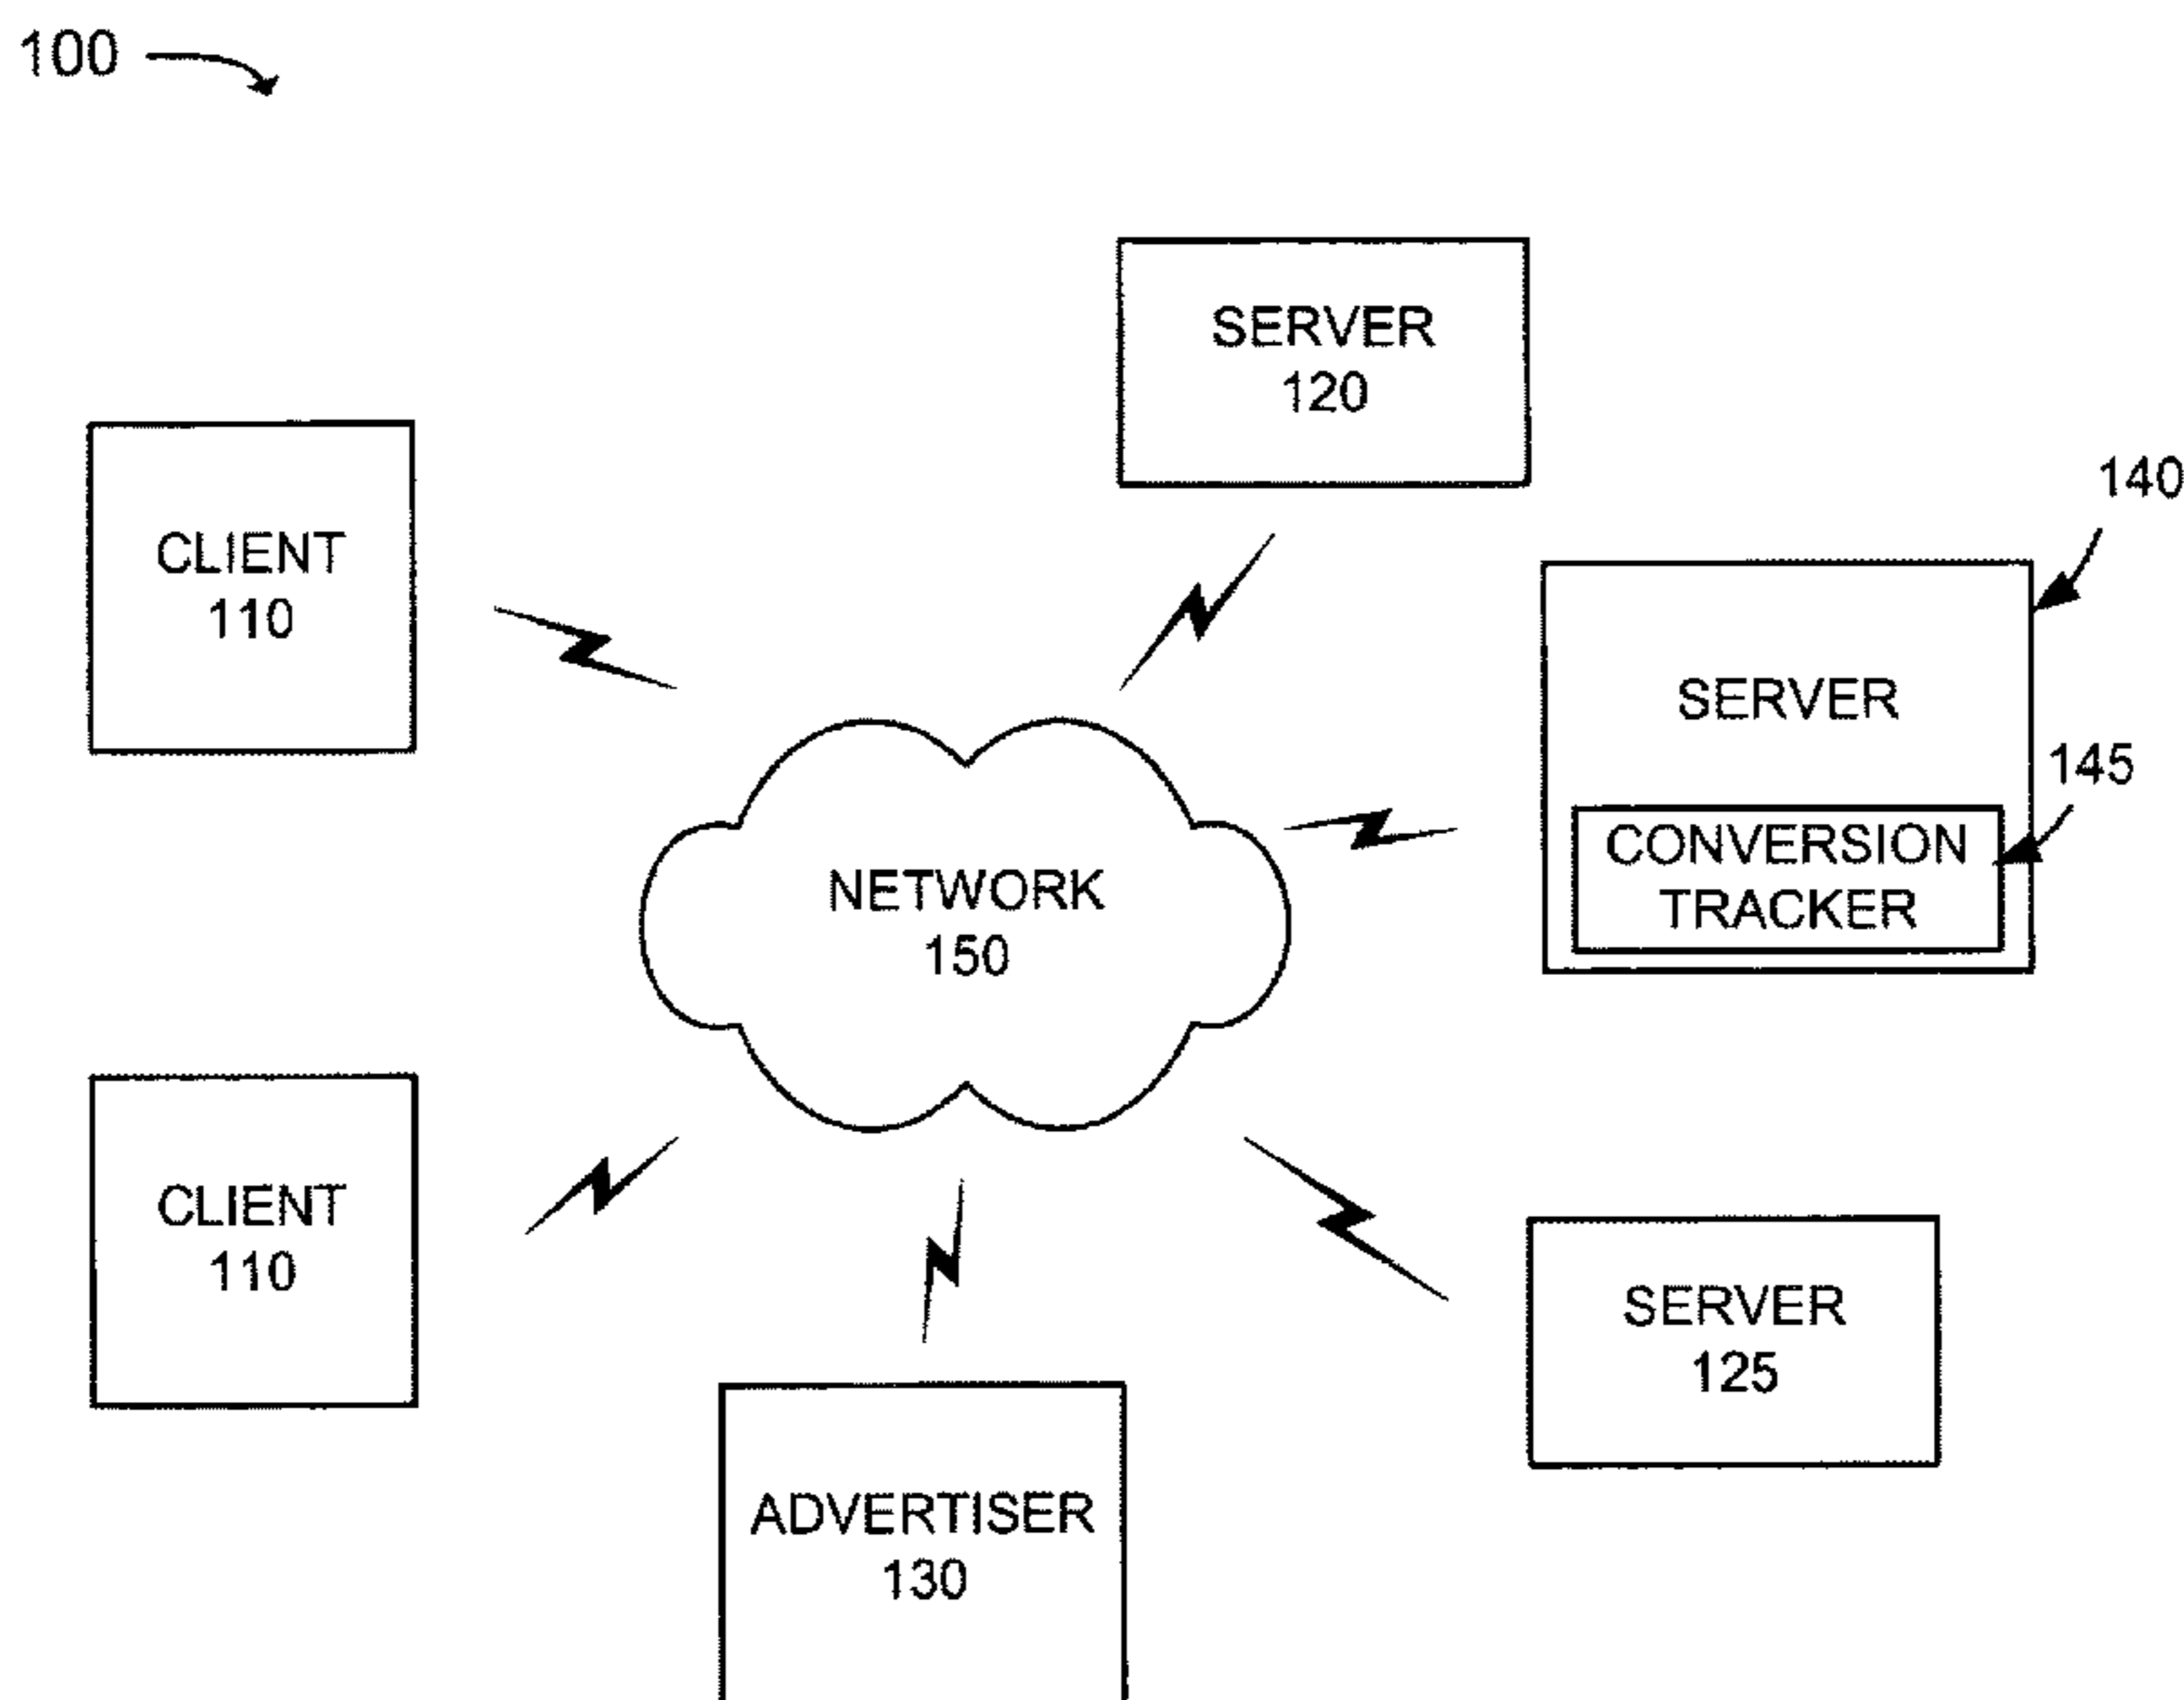 100
SERVER
120
140
CLIENT
110
SERVER
145
CONVERSION
TRACKER
NETWORK
150
CLIENT
110
SERVER
125
ADVERTISER
130